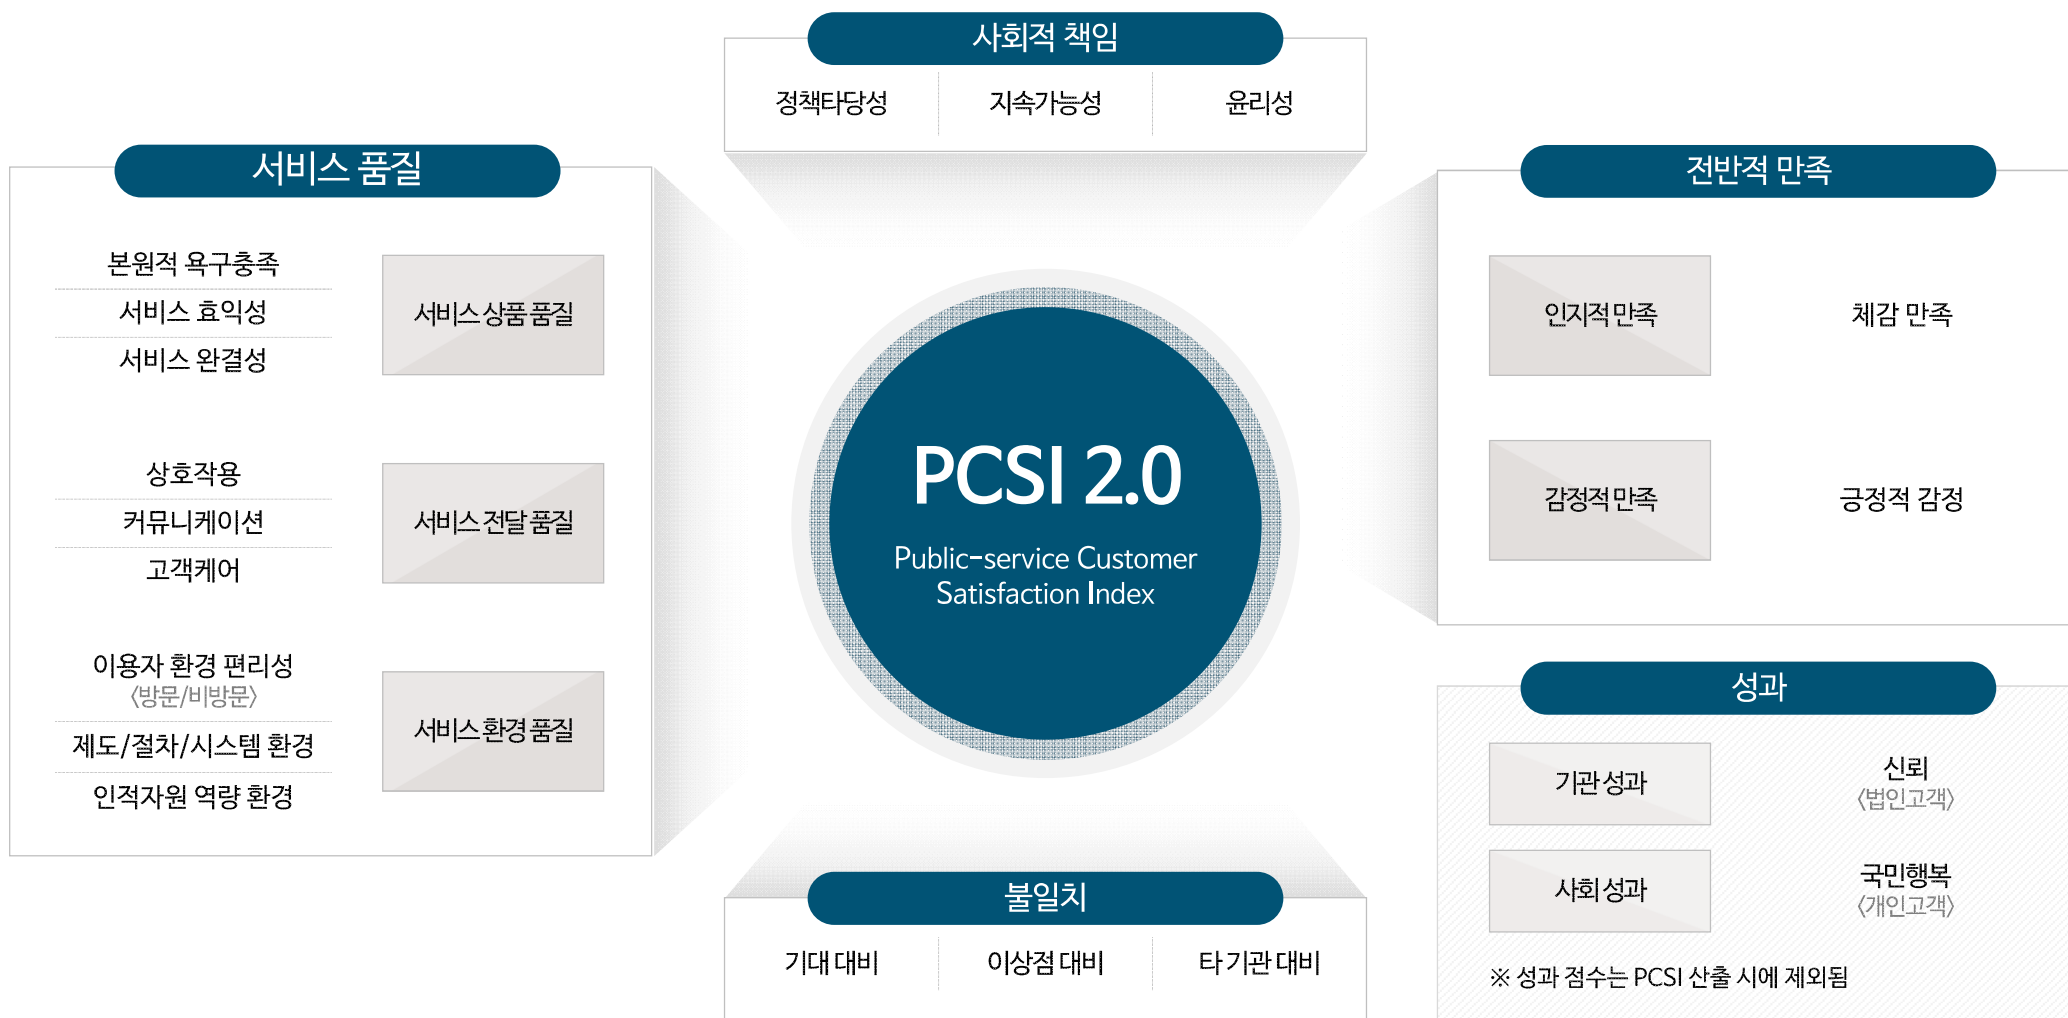 사회적 책임
정책타당성
지속가능성
윤리성
서비스 품질
본원적 욕구충족
서비스 효익성
서비스 완결성
서비스 상품 품질
상호작용
커뮤니케이션
고객케어
서비스 전달 품질
이용자 환경 편리성
〈방문/비방문〉
제도/절차/시스템 환경
인적자원 역량 환경
서비스 환경 품질
PCSI 2.0
Public-service Customer
Satisfaction Index
전반적 만족
인지적 만족
체감 만족
감정적 만족
긍정적 감정
성과
기관 성과
신뢰
〈법인고객〉
사회 성과
국민행복
〈개인고객〉
※ 성과 점수는 PCSI 산출 시에 제외됨
불일치
기대 대비
이상점 대비
타 기관 대비